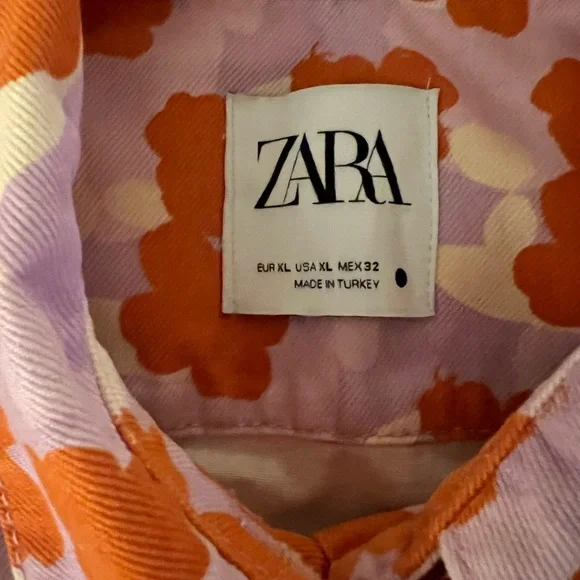 ZARA
EUR XL USA XL MEX 32
MADE IN TURKEY